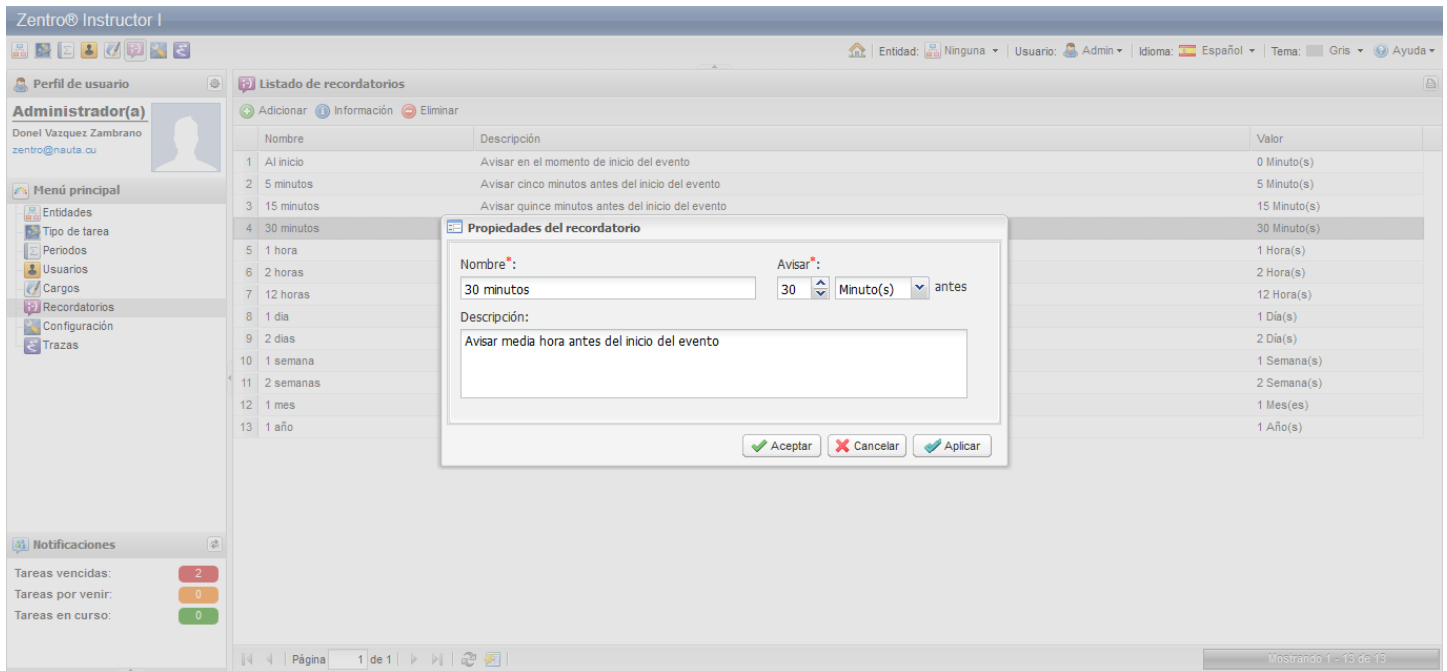 Zentro® Instructor I
Entidad: Ninguna Usuario: Admin Idioma: Español Tema: Gris Ayuda
Perfil de usuario
Administrador(a)
Donel Vazquez Zambrano
zentro@nauta.cu
Menú principal
Entidades
Tipo de tarea
Periodos
Usuarios
Cargos
Recordatorios
Configuración
Trazas
Notificaciones
Tareas vencidas: 2
Tareas por venir: 0
Tareas en curso: 0
Listado de recordatorios
Adicionar Información Eliminar
Nombre Descripción Valor
1 Al inicio Avisar en el momento de inicio del evento 0 Minuto(s)
2 5 minutos Avisar cinco minutos antes del inicio del evento 5 Minuto(s)
3 15 minutos Avisar quince minutos antes del inicio del evento 15 Minuto(s)
4 30 minutos 30 Minuto(s)
5 1 hora 1 Hora(s)
6 2 horas 2 Hora(s)
7 12 horas 12 Hora(s)
8 1 dia 1 Día(s)
9 2 dias 2 Día(s)
10 1 semana 1 Semana(s)
11 2 semanas 2 Semana(s)
12 1 mes 1 Mes(es)
13 1 año 1 Año(s)
Propiedades del recordatorio
Nombre*: Avisar*:
30 minutos 30 Minuto(s) antes
Descripción:
Avisar media hora antes del inicio del evento
Aceptar Cancelar Aplicar
Página 1 de 1
Mostrando 1 - 13 de 13